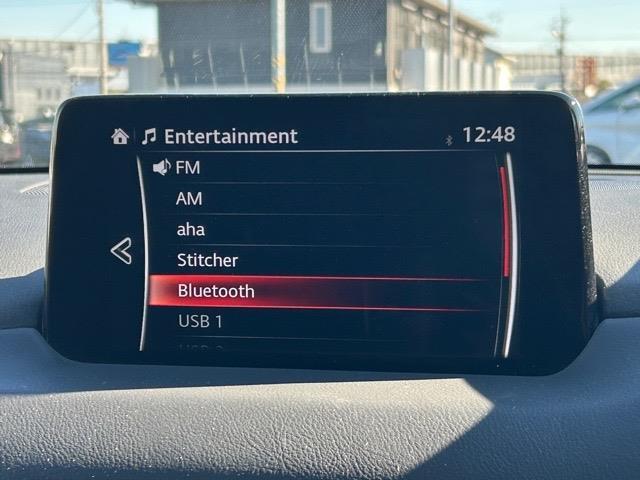 Entertainment 12:48
FM
AM
aha
Stitcher
Bluetooth
USB 1